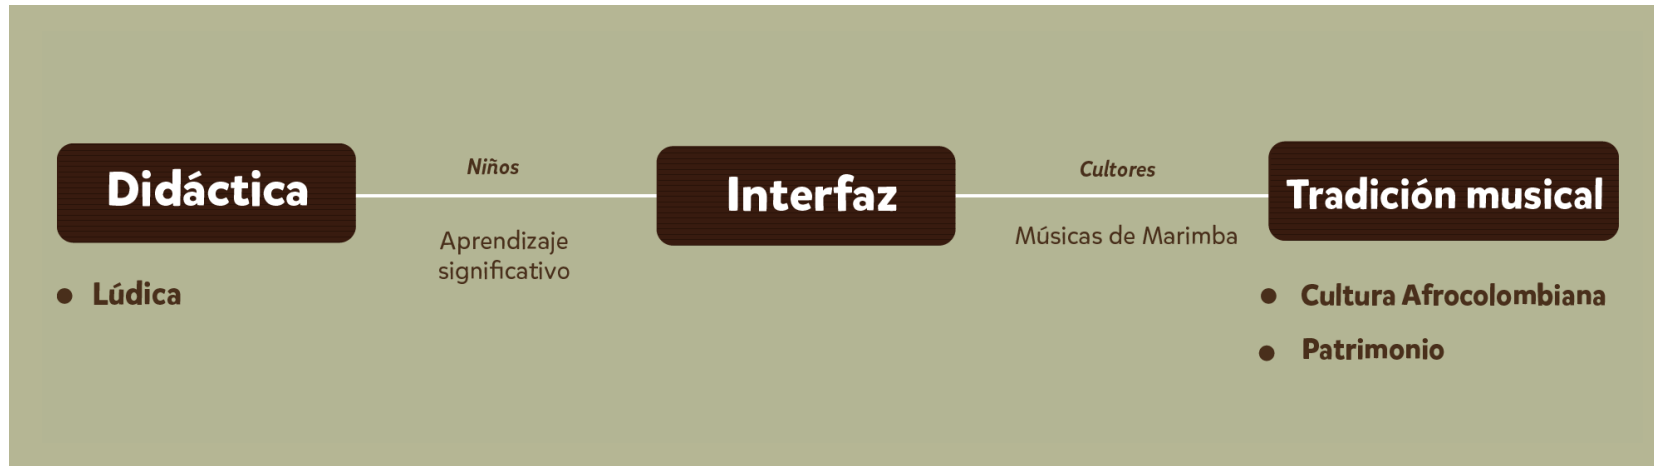 Didáctica
Niños
Aprendizaje
significativo
Interfaz
Cultores
Músicas de Marimba
Tradición musical
Lúdica
Cultura Afrocolombiana
Patrimonio